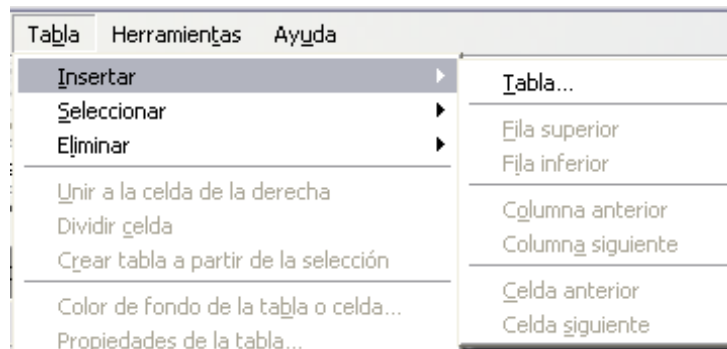 Tabla Herramientas Ayuda
Insertar
Seleccionar
Eliminar
Unir a la celda de la derecha
Dividir celda
Crear tabla a partir de la selección
Color de fondo de la tabla o celda...
Propiedades de la tabla...
Tabla...
Fila superior
Fila inferior
Columna anterior
Columna siguiente
Celda anterior
Celda siguiente